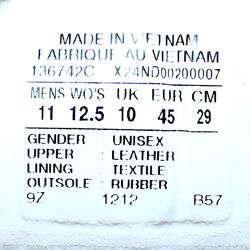 MADE IN VIETNAM
FABRIQUE AU VIETNAM
136742C X24ND00200007
MENS WO'S UK EUR CM
11 12.5 10 45 29
GENDER : UNISEX
UPPER : LEATHER
LINING : TEXTILE
OUTSOLE : RUBBER
9Z 1212 B57